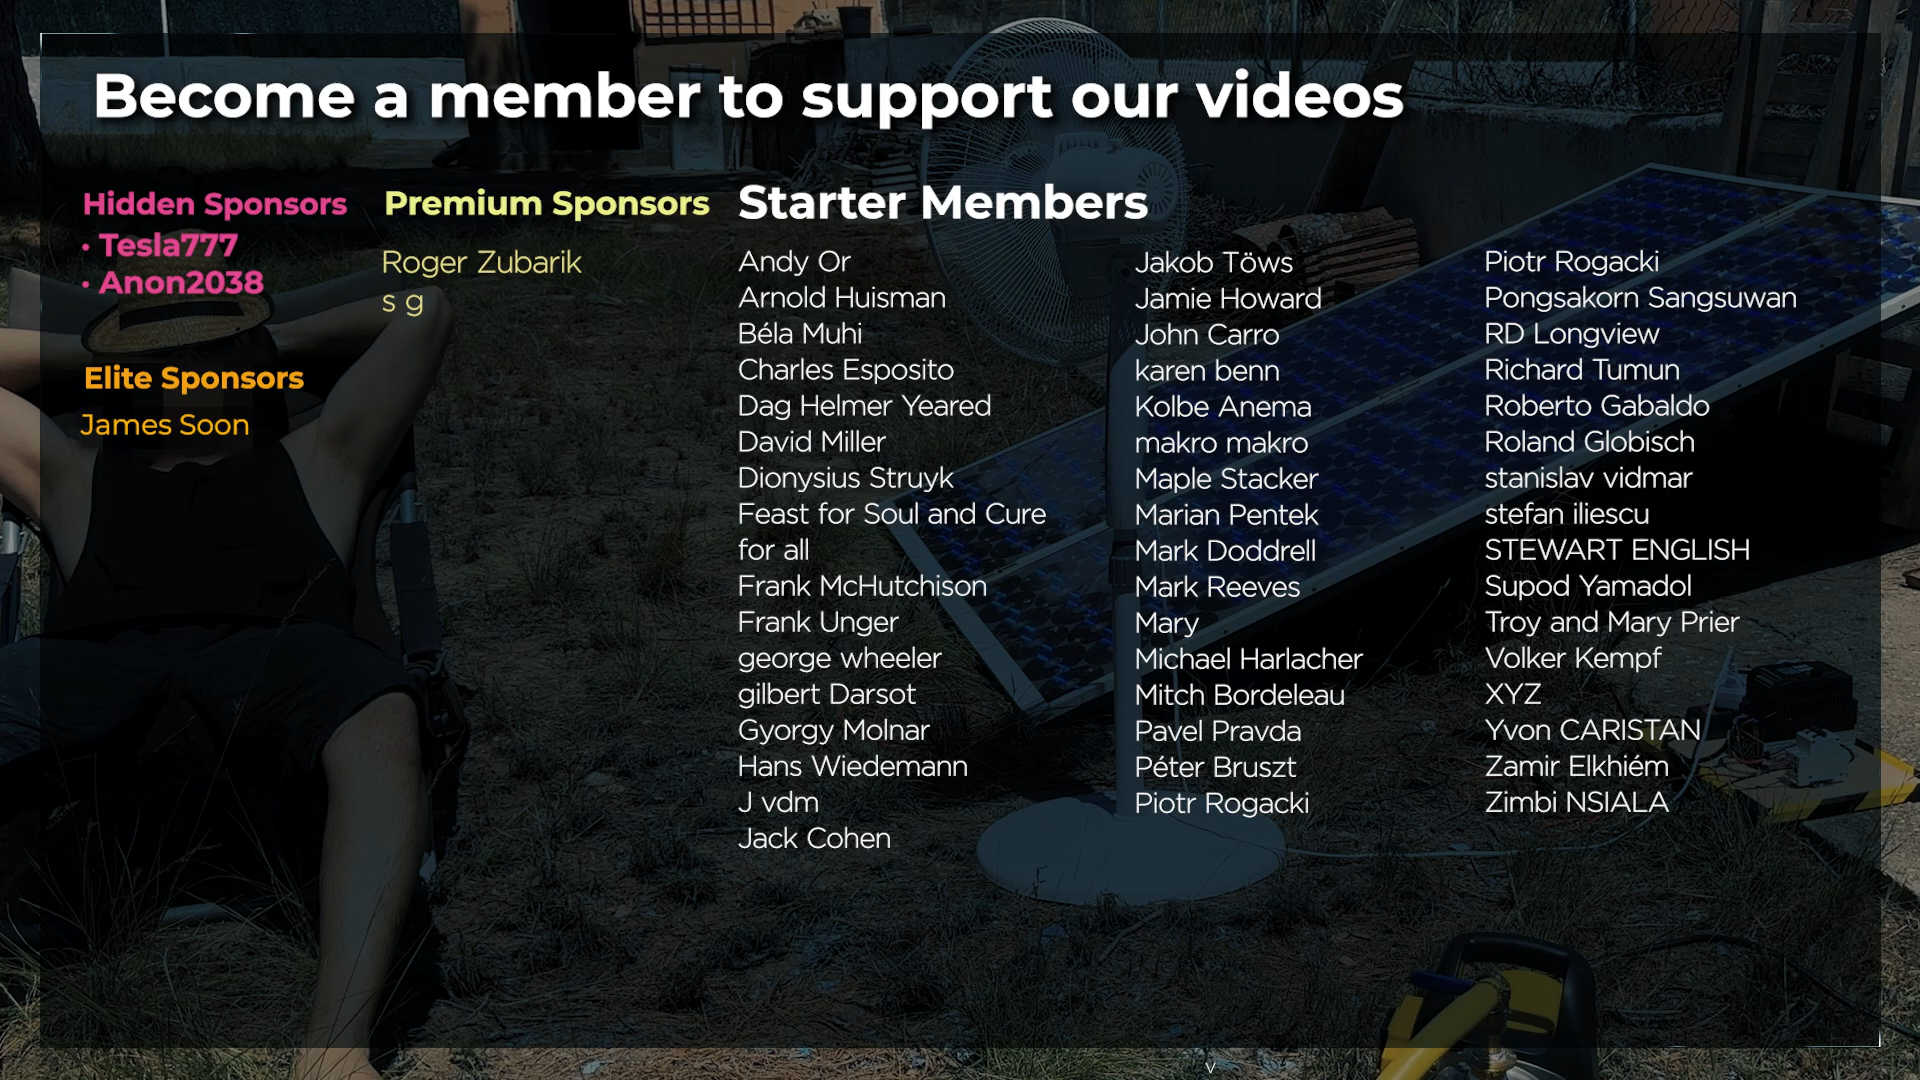 Become a member to support our videos
Hidden Sponsors
• Tesla777
• Anon2038
Elite Sponsors
James Soon
Premium Sponsors
Roger Zubarik
s g
Starter Members
Andy Or
Arnold Huisman
Béla Muhi
Charles Esposito
Dag Helmer Yeared
David Miller
Dionysius Struyk
Feast for Soul and Cure
for all
Frank McHutchison
Frank Unger
george wheeler
gilbert Darsot
Gyorgy Molnar
Hans Wiedemann
J vdm
Jack Cohen
Jakob Töws
Jamie Howard
John Carro
karen benn
Kolbe Anema
makro makro
Maple Stacker
Marian Pentek
Mark Doddrell
Mark Reeves
Mary
Michael Harlacher
Mitch Bordeleau
Pavel Pravda
Péter Bruszt
Piotr Rogacki
Piotr Rogacki
Pongsakorn Sangsuwan
RD Longview
Richard Tumun
Roberto Gabaldo
Roland Globisch
stanislav vidmar
stefan iliescu
STEWART ENGLISH
Supod Yamadol
Troy and Mary Prier
Volker Kempf
XYZ
Yvon CARISTAN
Zamir Elkhiém
Zimbi NSIALA
v